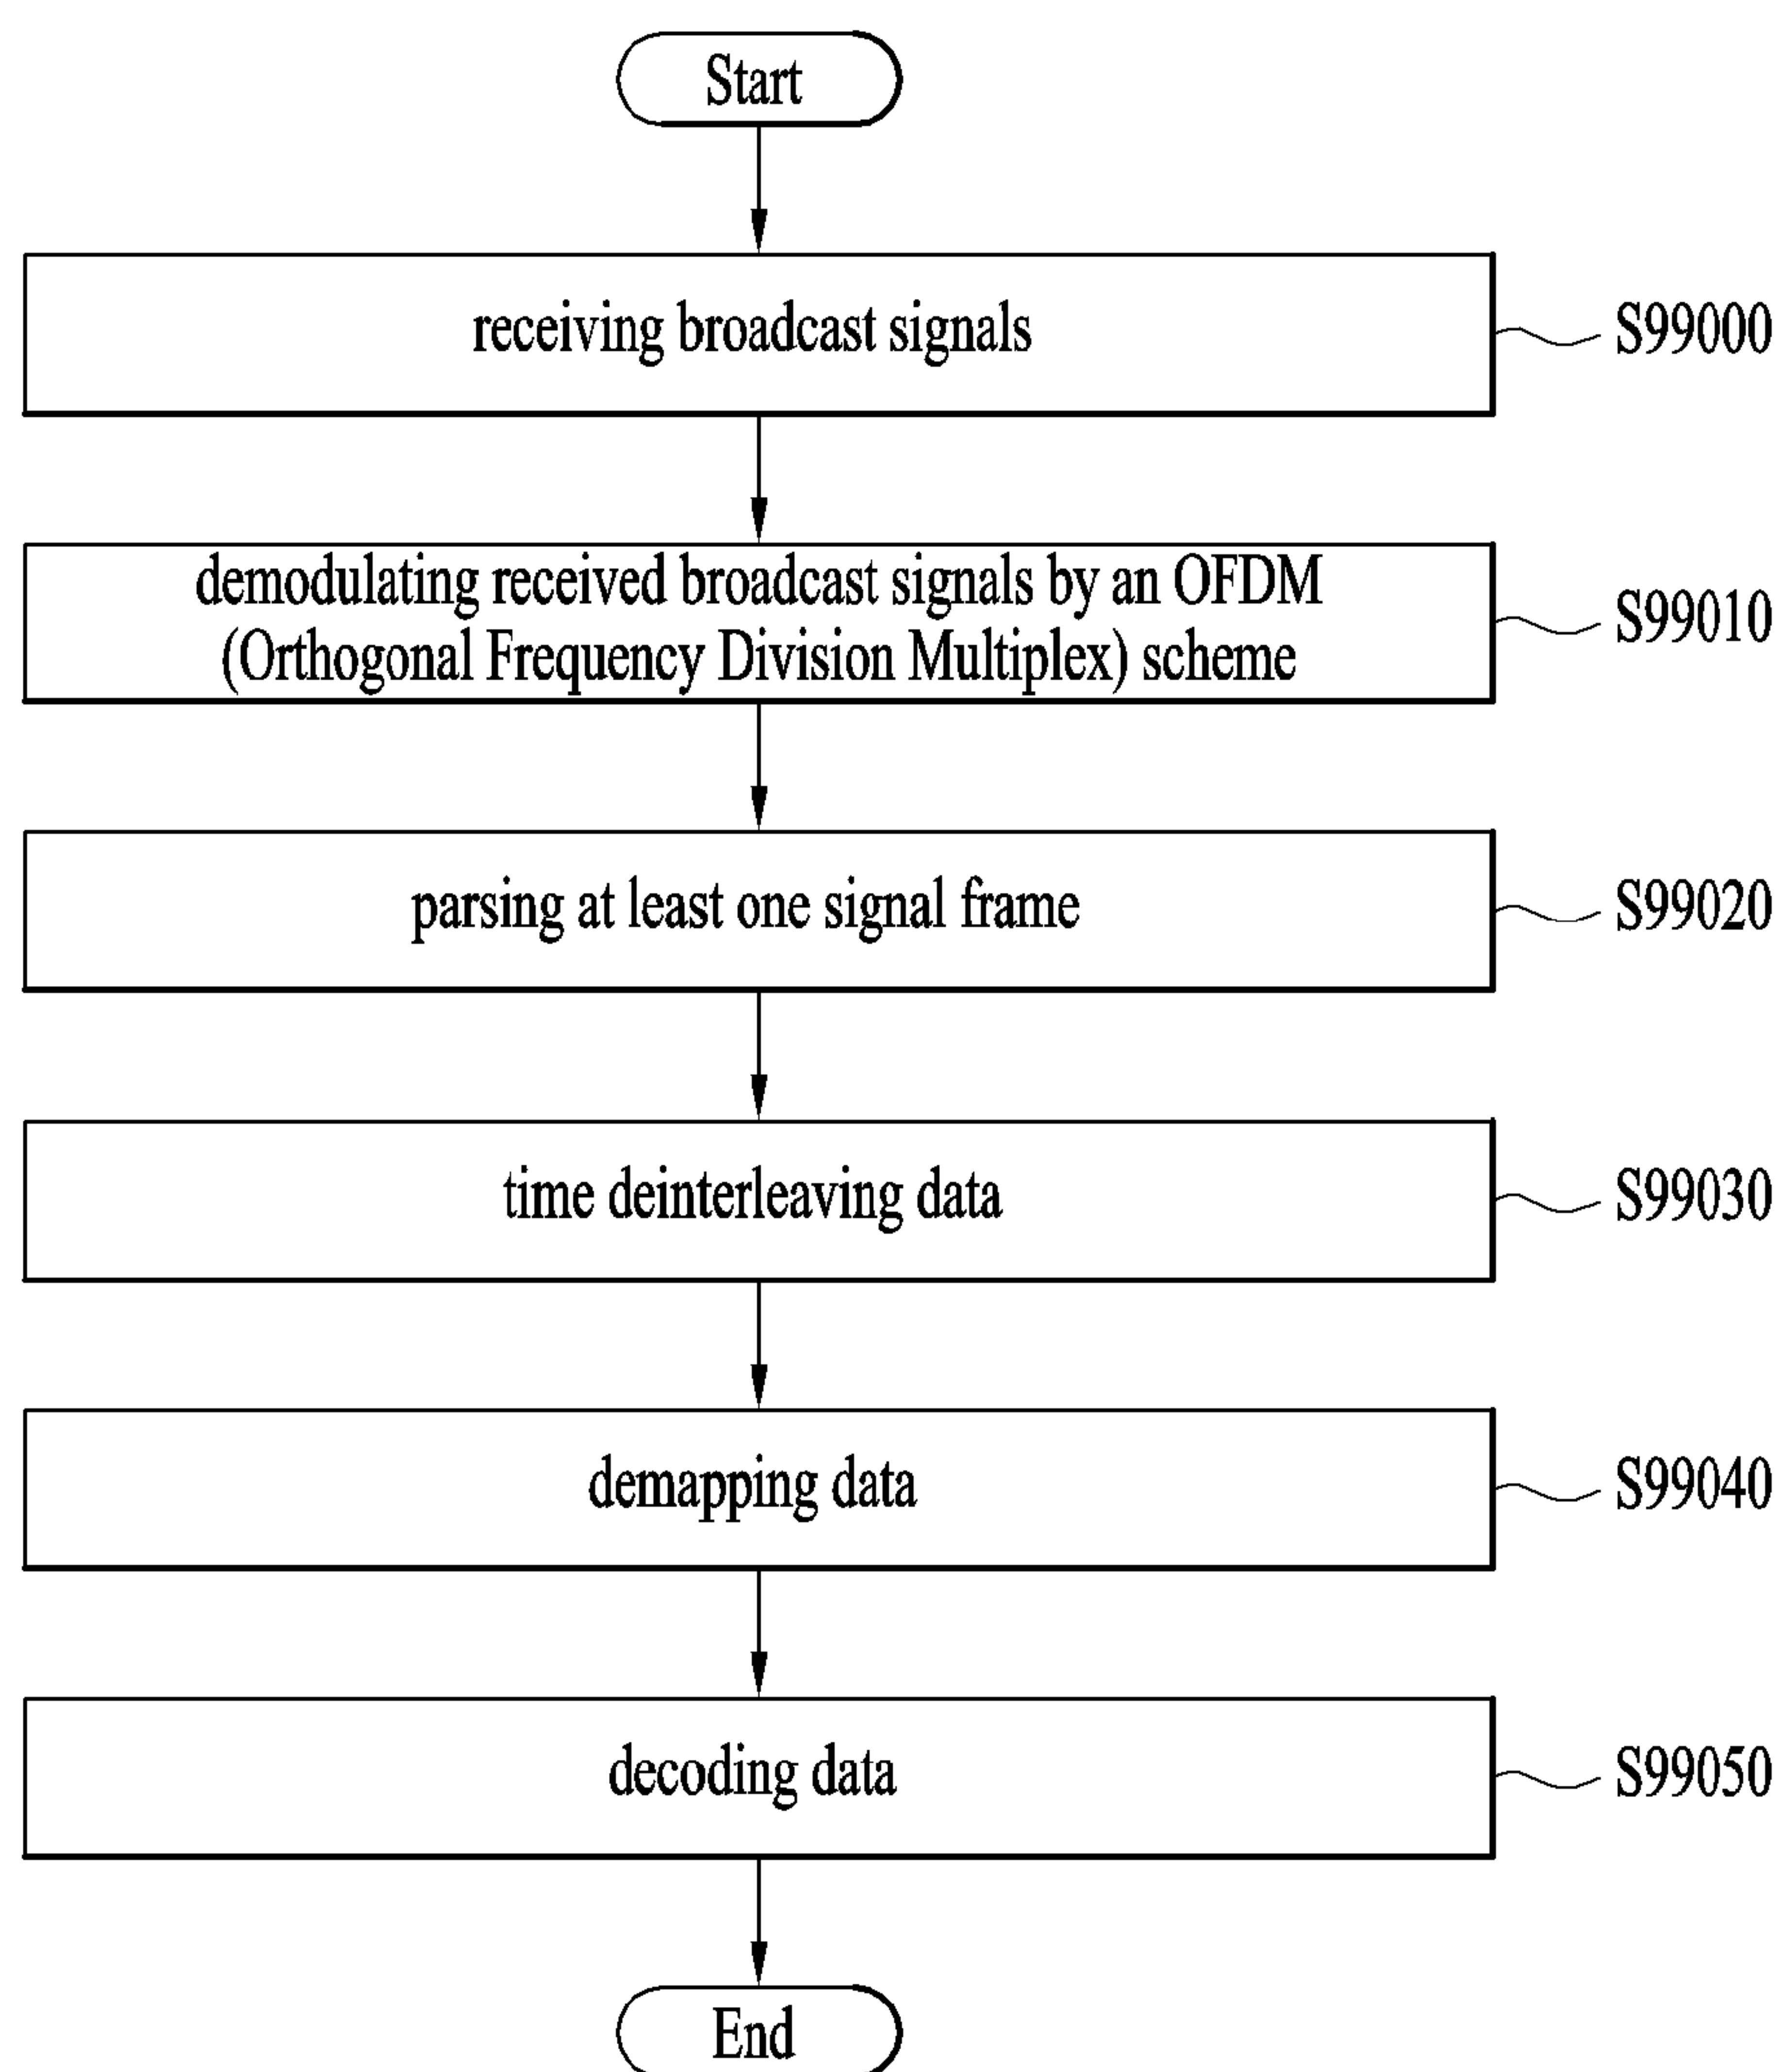 Start
receiving broadcast signals
S99000
demodulating received broadcast signals by an OFDM
(Orthogonal Frequency Division Multiplex) scheme
S99010
parsing at least one signal frame
S99020
time deinterleaving data
S99030
demapping data
S99040
decoding data
S99050
End